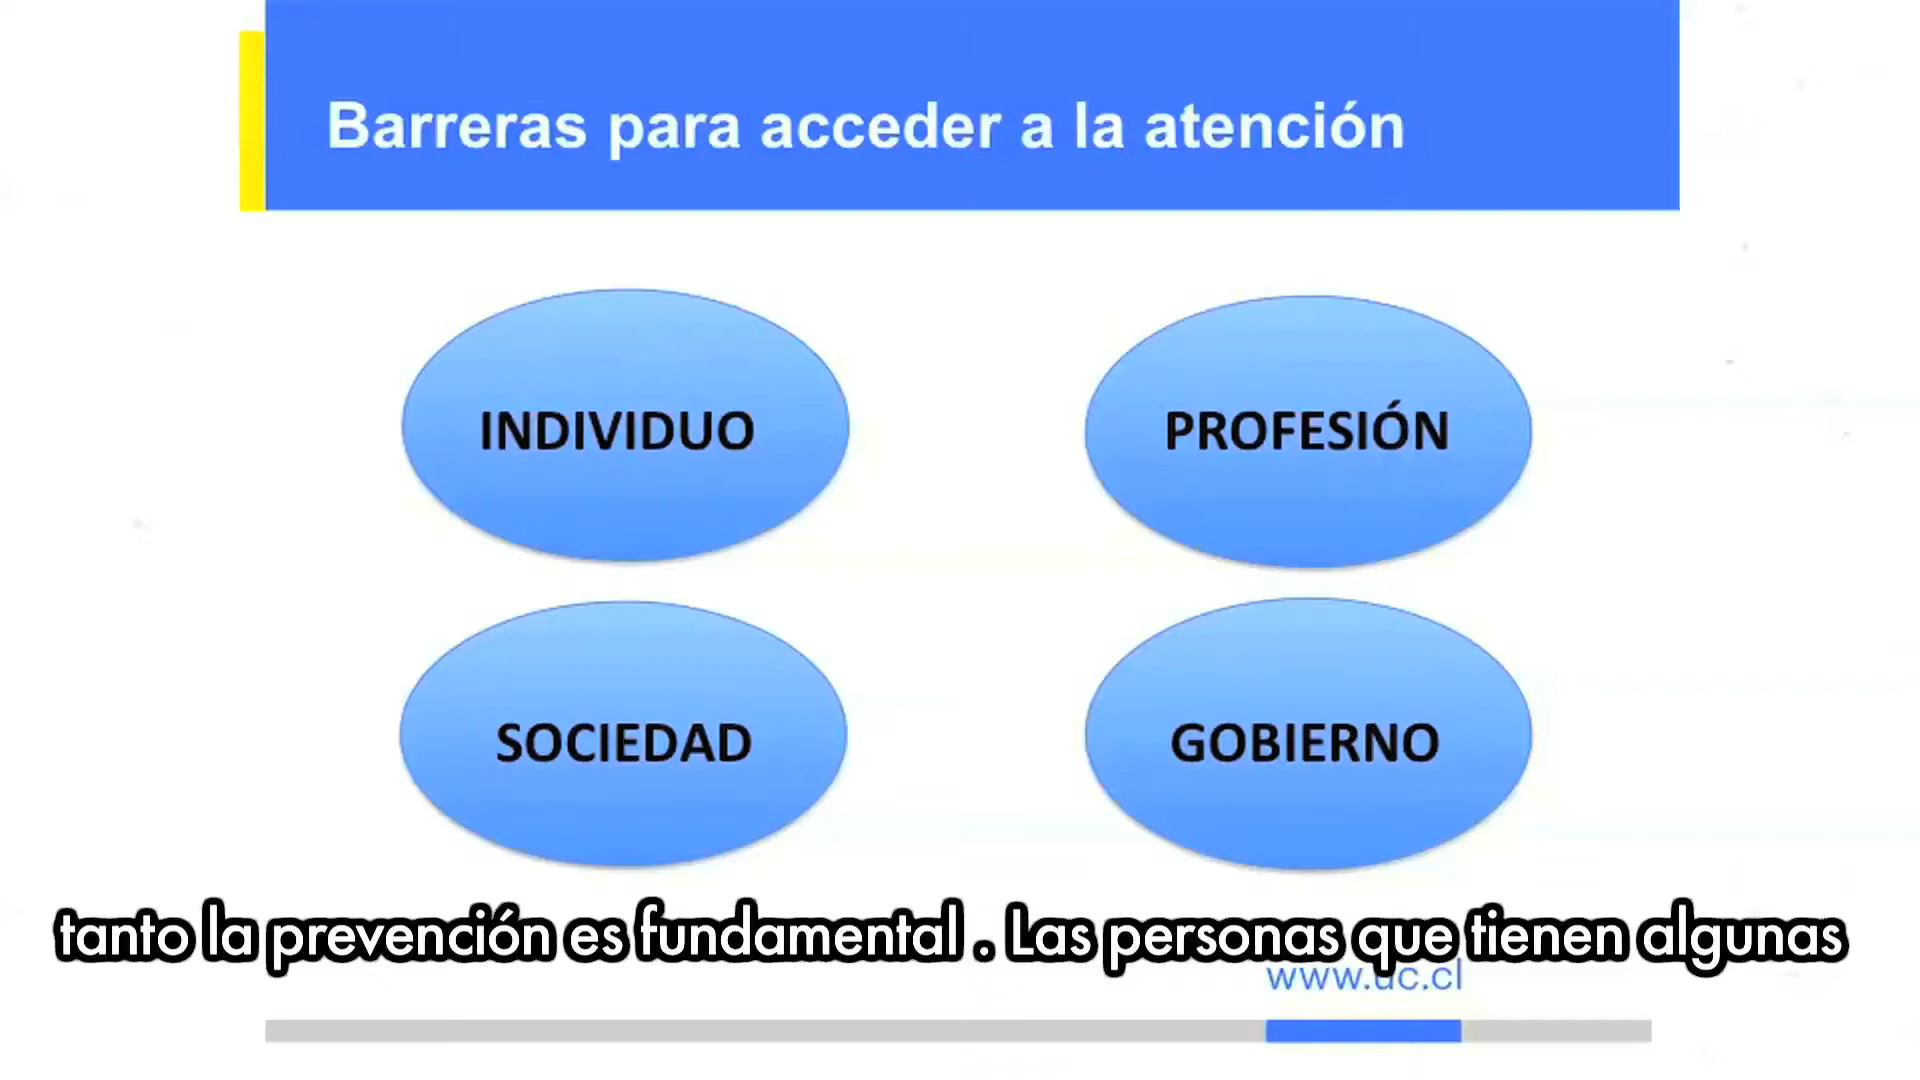 Barreras para acceder a la atención
INDIVIDUO
PROFESIÓN
SOCIEDAD
GOBIERNO
tanto la prevención es fundamental . Las personas que tienen algunas
www.uc.cl